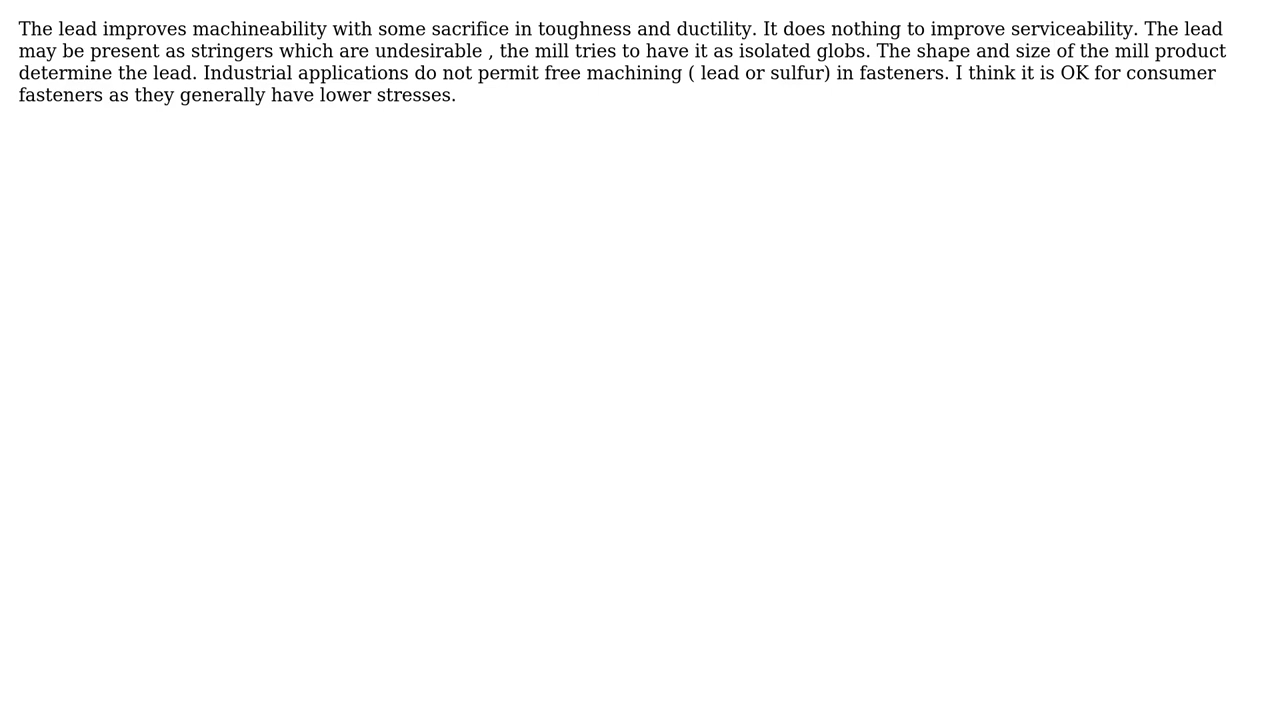 The lead improves machineability with some sacrifice in toughness and ductility. It does nothing to improve serviceability. The lead
may be present as stringers which are undesirable , the mill tries to have it as isolated globs. The shape and size of the mill product
determine the lead. Industrial applications do not permit free machining ( lead or sulfur) in fasteners. I think it is OK for consumer
fasteners as they generally have lower stresses.